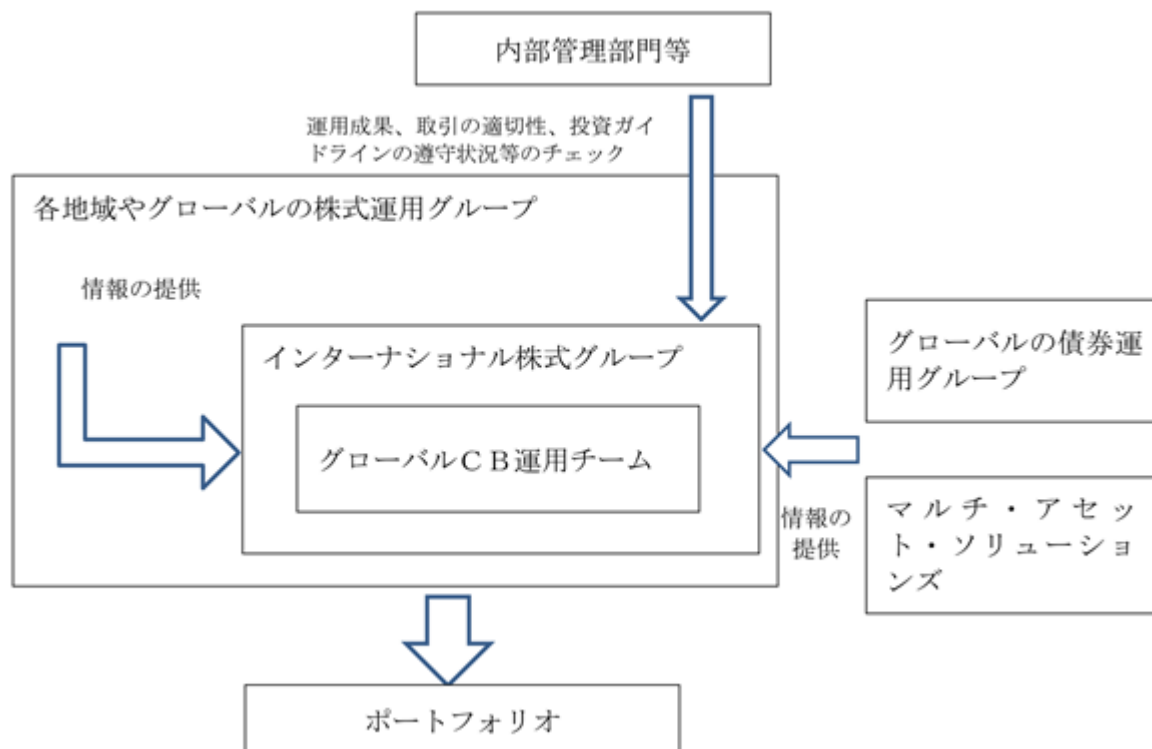 内部管理部門等
運用成果、取引の適切性、投資ガイ
ドラインの遵守状況等のチェック
各地域やグローバルの株式運用グループ
情報の提供
インターナショナル株式グループ
グローバルＣＢ運用チーム
グローバルの債券運
用グループ
情報の
提供
マルチ・アセッ
ト・ソリューショ
ンズ
ポートフォリオ